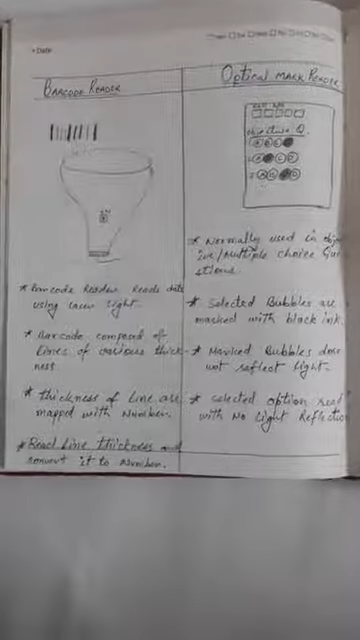 Date
BARCODE READER
OPTICAL MARK READER
Objective Q.
* Normally used in object
ive/Multiple choice Que
stions.
* Barcode Reader Reads data
using Laser light.
* Barcode composed of
lines of various thick-
ness
* Thickness of Line are
mapped with Number.
* Read Line thickness and
convert it to Number.
* Selected Bubbles are
marked with black ink.
* Marked Bubbles does
not reflect light.
* selected option read
with No Light Reflection